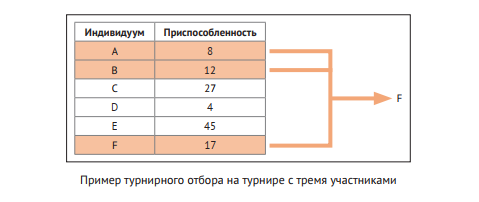 Индивидуум Приспособленность
A 8
B 12
C 27
D 4
E 45
F 17
F
Пример турнирного отбора на турнире с тремя участниками